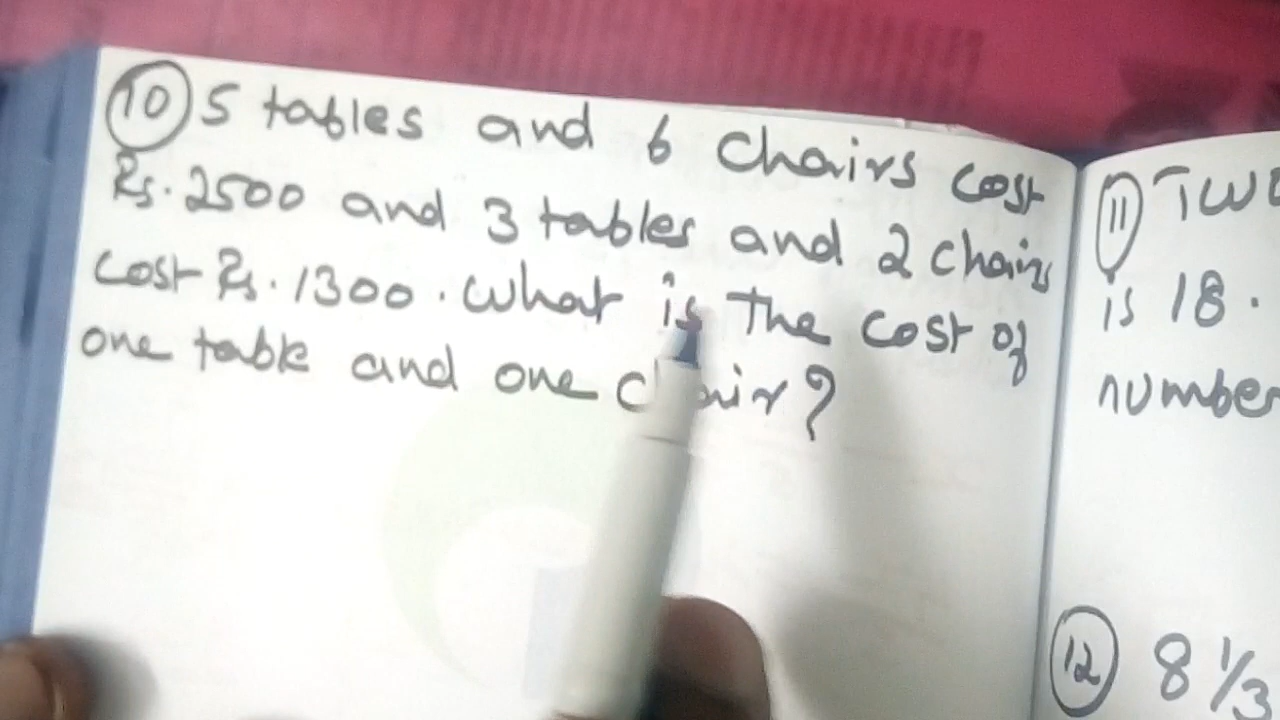 10 5 tables and 6 Chairs cost
Rs. 2500 and 3 tables and 2 chairs
cost Rs. 1300. What is the cost of
one table and one chair?
11
is 18.
number
12 8 1/3